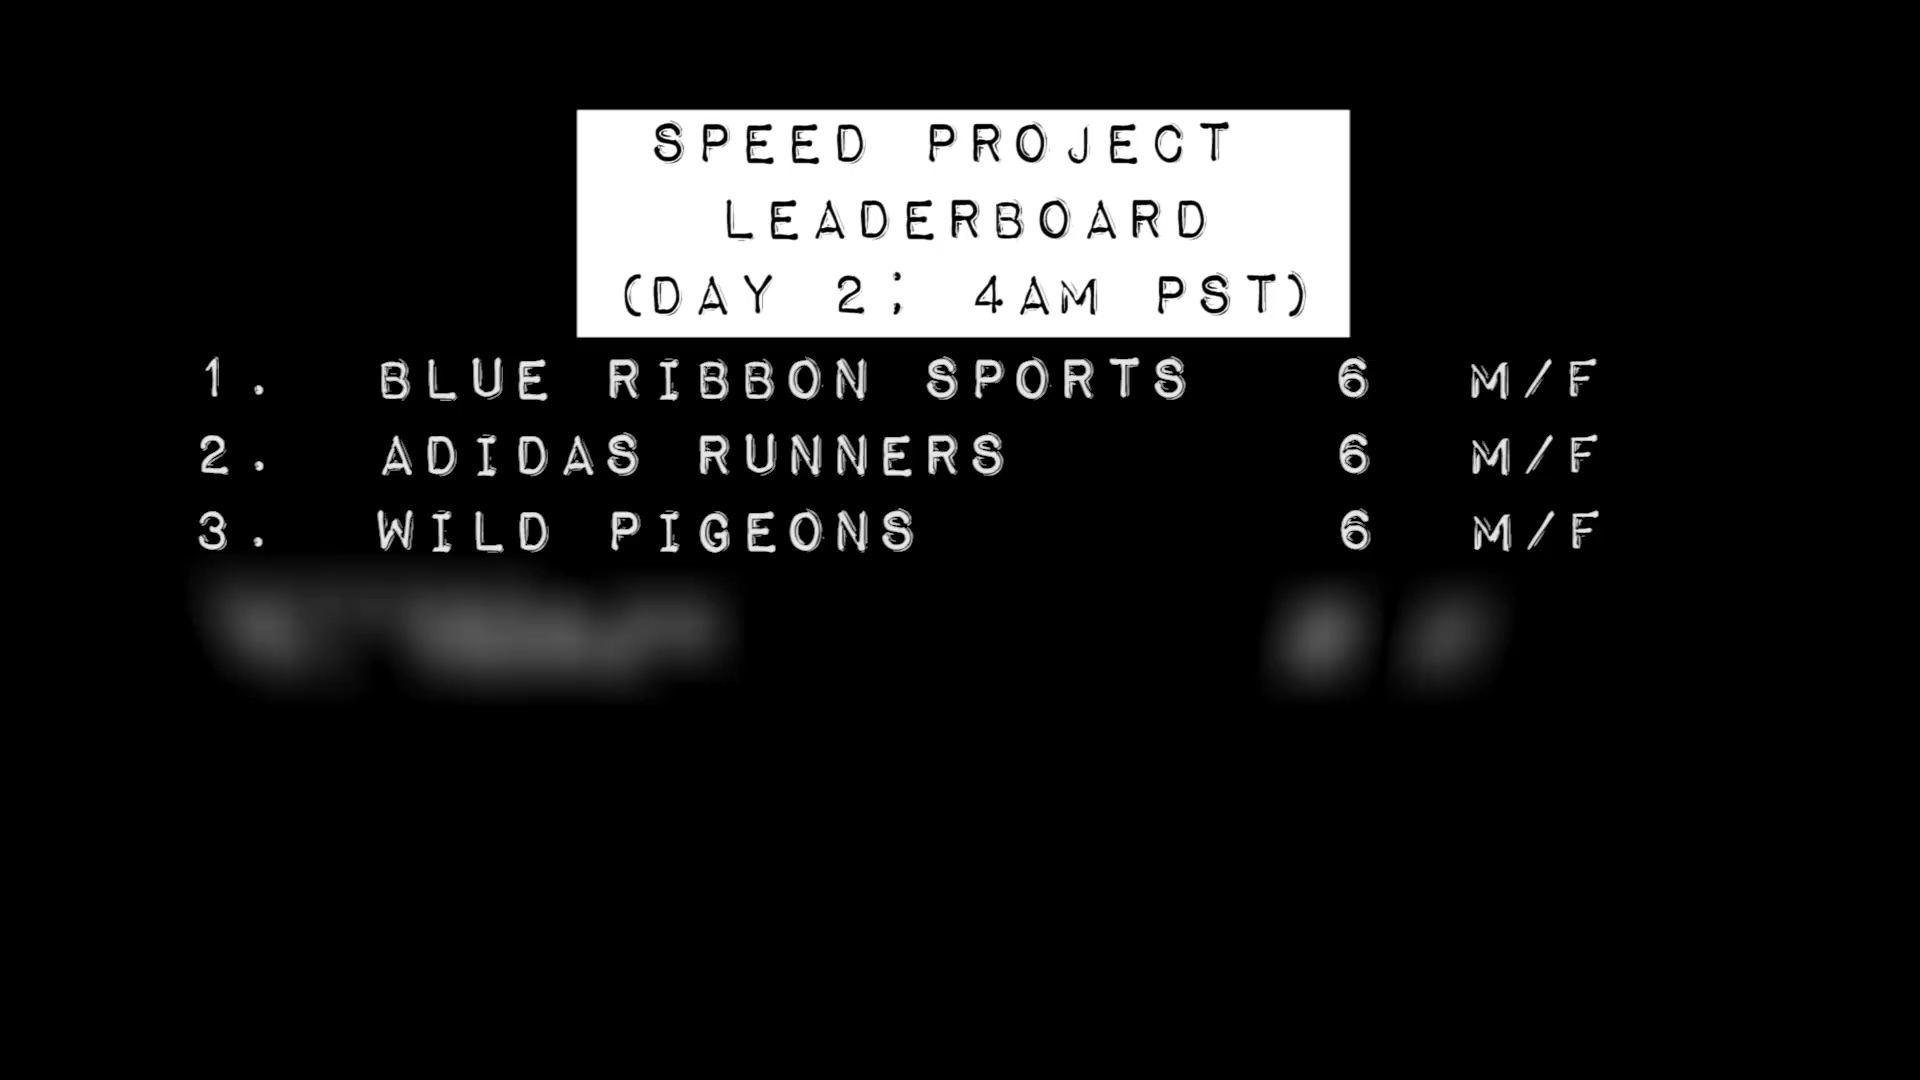 SPEED PROJECT
LEADERBOARD
(DAY 2; 4AM PST)
1. BLUE RIBBON SPORTS 6 M/F
2. ADIDAS RUNNERS 6 M/F
3. WILD PIGEONS 6 M/F